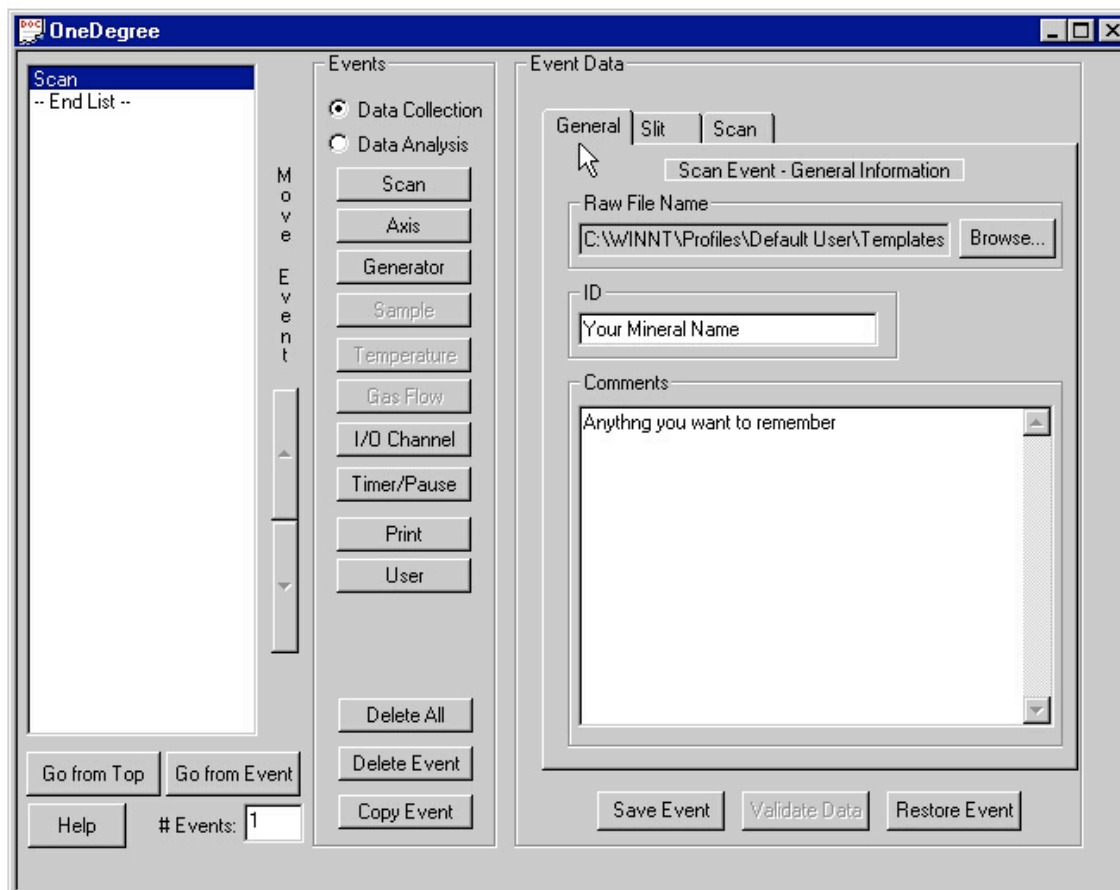 DOC
OneDegree
Scan
-- End List --
Move Event
Events
Data Collection
Data Analysis
Scan
Axis
Generator
Sample
Temperature
Gas Flow
I/O Channel
Timer/Pause
Print
User
Delete All
Delete Event
Copy Event
Go from Top
Go from Event
Help
# Events: 1
Event Data
General
Slit
Scan
Scan Event - General Information
Raw File Name
C:\WINNT\Profiles\Default User\Templates
Browse...
ID
Your Mineral Name
Comments
Anythng you want to remember
Save Event
Validate Data
Restore Event